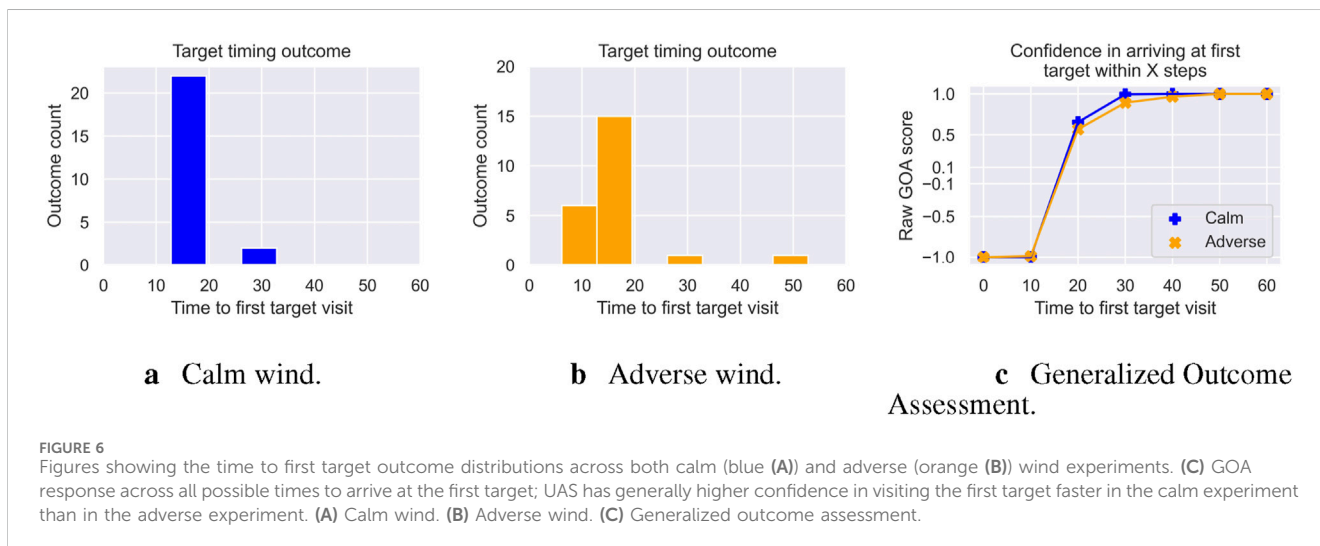 Target timing outcome
Outcome count
20
15
10
5
0
0 10 20 30 40 50 60
Time to first target visit
a Calm wind.
Target timing outcome
Outcome count
20
15
10
5
0
0 10 20 30 40 50 60
Time to first target visit
b Adverse wind.
Confidence in arriving at first
target within X steps
Raw GOA score
1.0
0.5
0.1
−0.1
−0.5
−1.0
Calm
Adverse
0 10 20 30 40 50 60
Time to first target visit
c Generalized Outcome
Assessment.
FIGURE 6
Figures showing the time to first target outcome distributions across both calm (blue (A)) and adverse (orange (B)) wind experiments. (C) GOA
response across all possible times to arrive at the first target; UAS has generally higher confidence in visiting the first target faster in the calm experiment
than in the adverse experiment. (A) Calm wind. (B) Adverse wind. (C) Generalized outcome assessment.